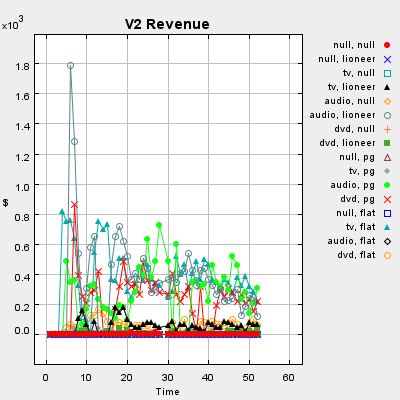 V2 Revenue
×10³
1.8
1.6
1.4
1.2
1.0
0.8
0.6
0.4
0.2
0.0
$
0
10
20
30
40
50
60
Time
null, null
null, lioneer
tv, null
tv, lioneer
audio, null
audio, lioneer
dvd, null
dvd, lioneer
null, pg
tv, pg
audio, pg
dvd, pg
null, flat
tv, flat
audio, flat
dvd, flat